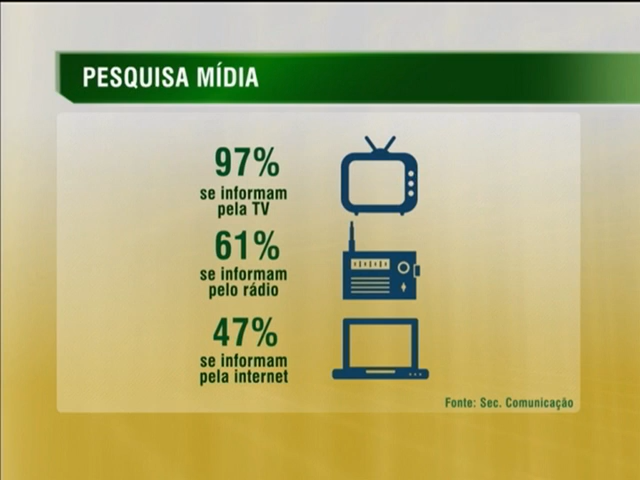 PESQUISA MÍDIA
97%
se informam
pela TV
61%
se informam
pelo rádio
47%
se informam
pela internet
Fonte: Sec. Comunicação